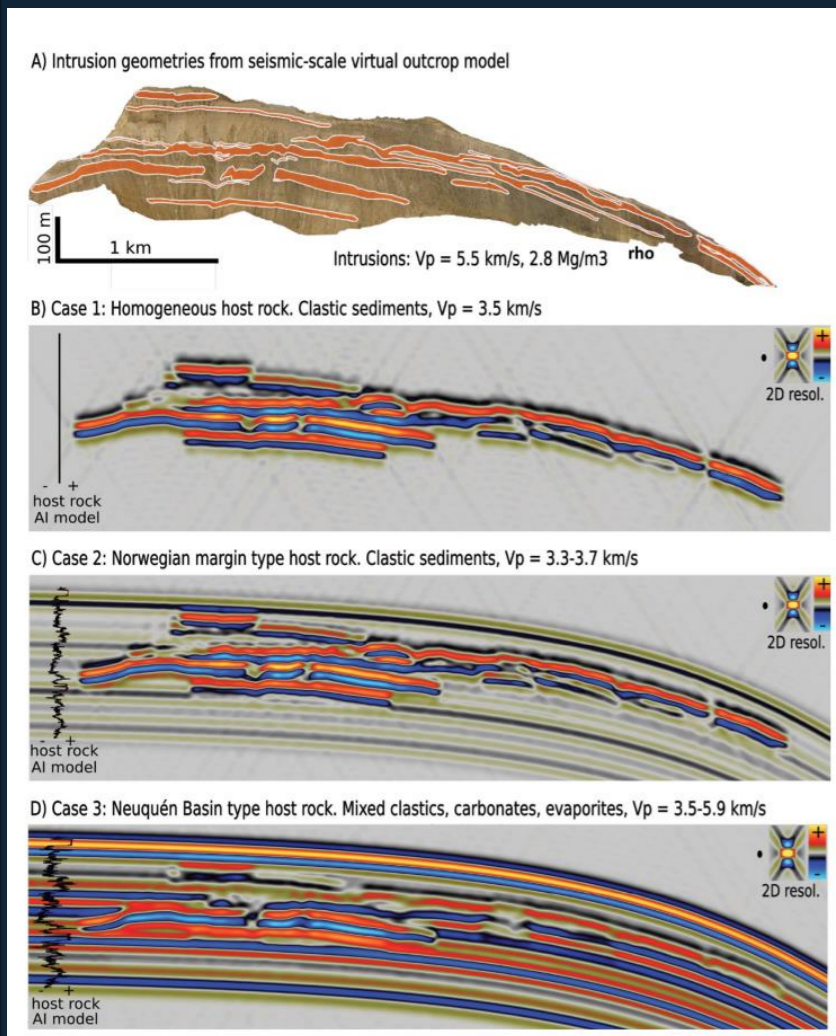 A) Intrusion geometries from seismic-scale virtual outcrop model
100 m
1 km
Intrusions: Vp = 5.5 km/s, 2.8 Mg/m3
rho
B) Case 1: Homogeneous host rock. Clastic sediments, Vp = 3.5 km/s
+
-
2D resol.
- +
host rock
AI model
C) Case 2: Norwegian margin type host rock. Clastic sediments, Vp = 3.3-3.7 km/s
+
-
2D resol.
- +
host rock
AI model
D) Case 3: Neuquén Basin type host rock. Mixed clastics, carbonates, evaporites, Vp = 3.5-5.9 km/s
+
-
2D resol.
- +
host rock
AI model